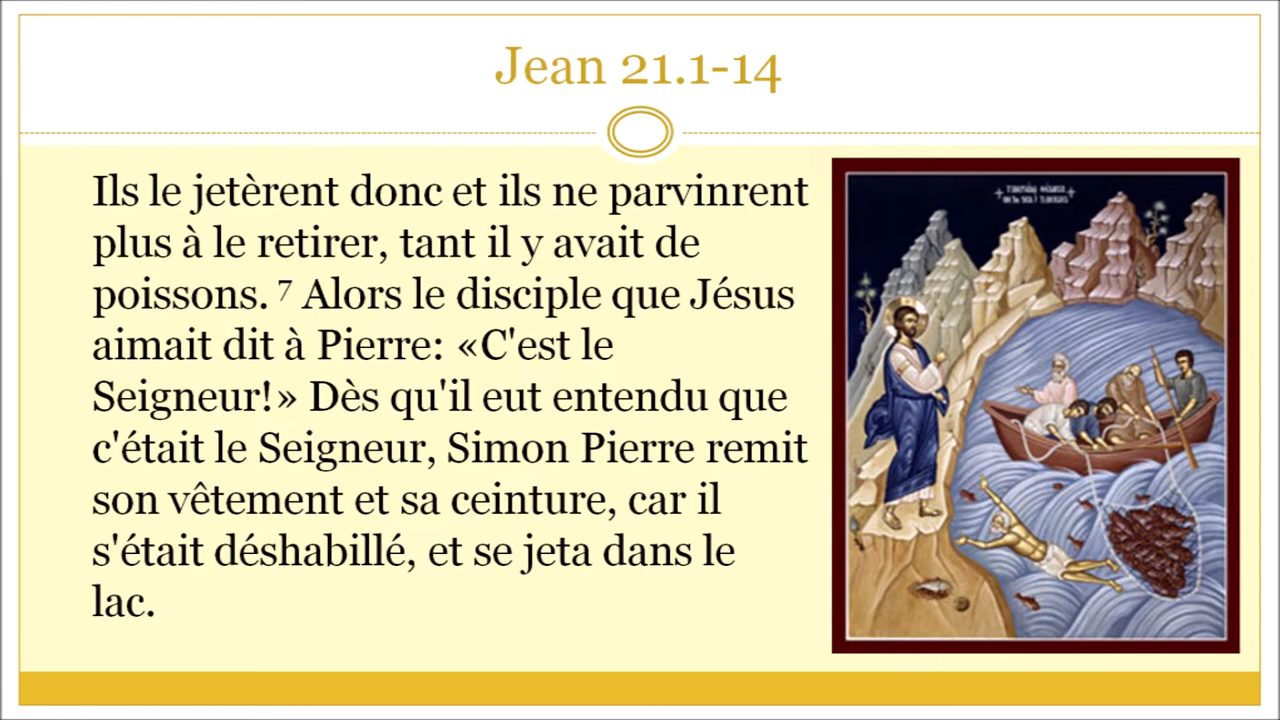 Jean 21.1-14
Ils le jetèrent donc et ils ne parvinrent
plus à le retirer, tant il y avait de
poissons. ⁷ Alors le disciple que Jésus
aimait dit à Pierre: «C'est le
Seigneur!» Dès qu'il eut entendu que
c'était le Seigneur, Simon Pierre remit
son vêtement et sa ceinture, car il
s'était déshabillé, et se jeta dans le
lac.